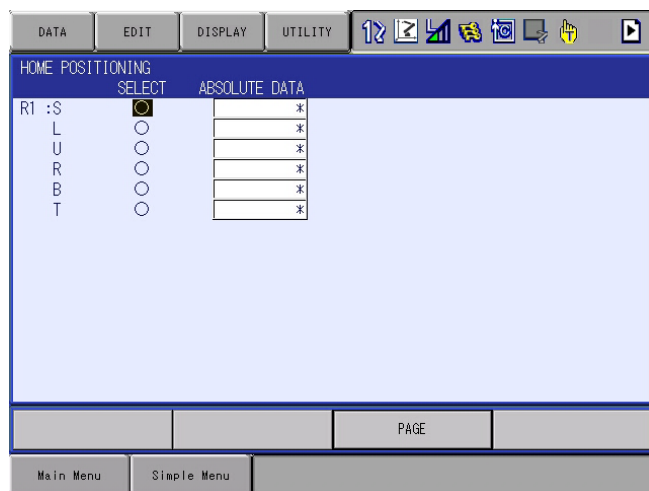 DATA EDIT DISPLAY UTILITY
HOME POSITIONING
SELECT ABSOLUTE DATA
R1 :S *
L *
U *
R *
B *
T *
PAGE
Main Menu Simple Menu